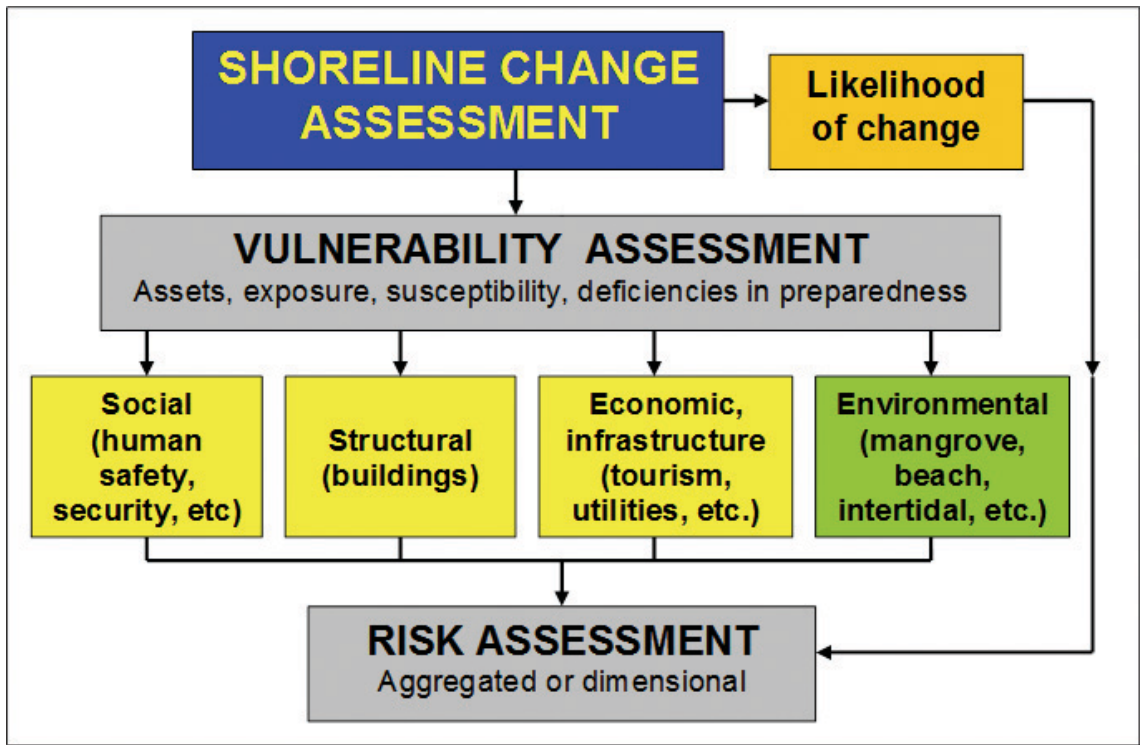 SHORELINE CHANGE
ASSESSMENT
Likelihood
of change
VULNERABILITY ASSESSMENT
Assets, exposure, susceptibility, deficiencies in preparedness
Social
(human
safety,
security, etc)
Structural
(buildings)
Economic,
infrastructure
(tourism,
utilities, etc.)
Environmental
(mangrove,
beach,
intertidal, etc.)
RISK ASSESSMENT
Aggregated or dimensional